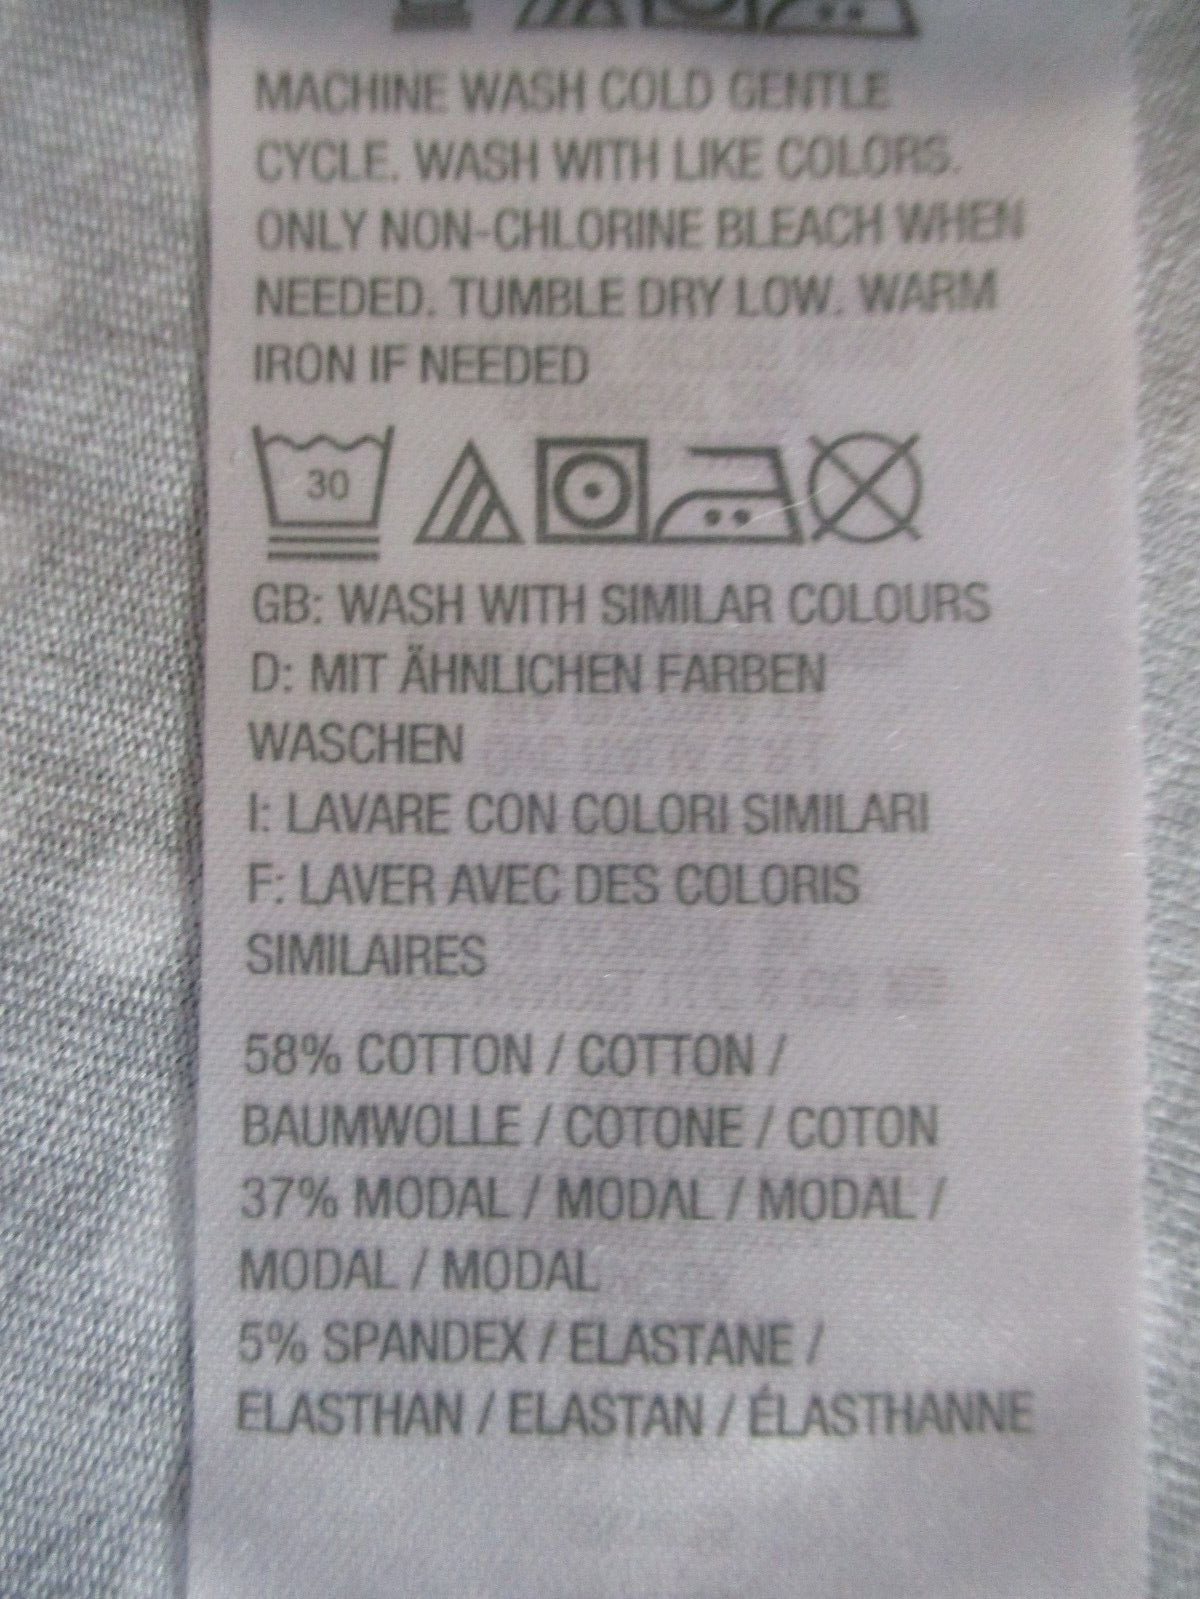 MACHINE WASH COLD GENTLE
CYCLE. WASH WITH LIKE COLORS.
ONLY NON-CHLORINE BLEACH WHEN
NEEDED. TUMBLE DRY LOW. WARM
IRON IF NEEDED
30
GB: WASH WITH SIMILAR COLOURS
D: MIT ÄHNLICHEN FARBEN
WASCHEN
I: LAVARE CON COLORI SIMILARI
F: LAVER AVEC DES COLORIS
SIMILAIRES
58% COTTON / COTTON /
BAUMWOLLE / COTONE / COTON
37% MODAL / MODAL / MODAL /
MODAL / MODAL
5% SPANDEX / ELASTANE /
ELASTHAN / ELASTAN / ÉLASTHANNE